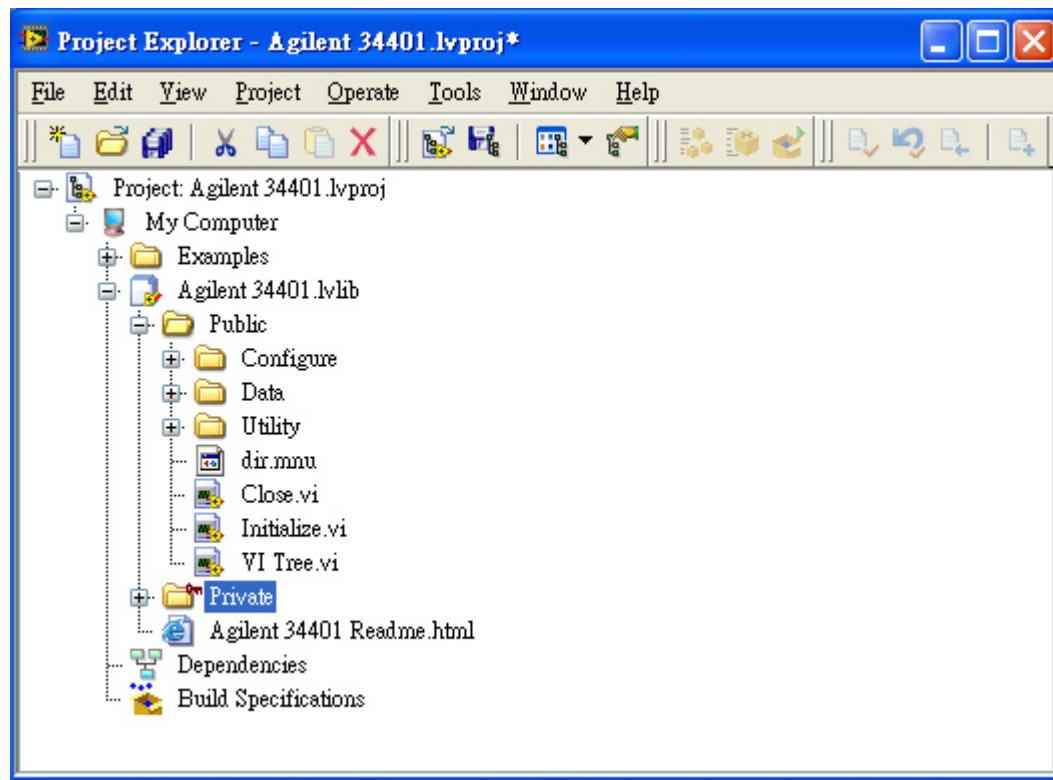 Project Explorer - Agilent 34401.lvproj*
File Edit View Project Operate Tools Window Help
Project: Agilent 34401.lvproj
My Computer
Examples
Agilent 34401.lvlib
Public
Configure
Data
Utility
dir.mnu
Close.vi
Initialize.vi
VI Tree.vi
Private
Agilent 34401 Readme.html
Dependencies
Build Specifications